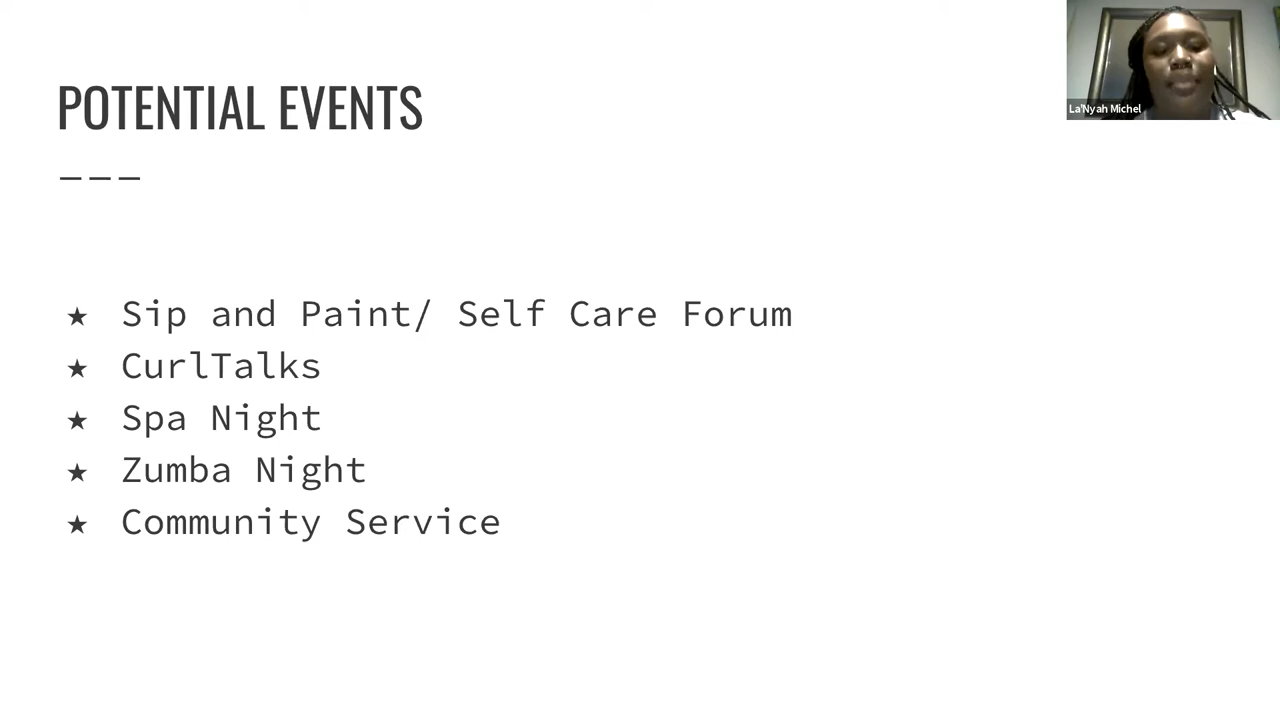 POTENTIAL EVENTS
La'Nyah Michel
★ Sip and Paint/ Self Care Forum
★ CurlTalks
★ Spa Night
★ Zumba Night
★ Community Service